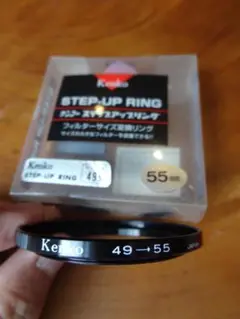 Kenko
STEP-UP RING
ケンコー ステップアップリング
フィルターサイズ変換リング
Kenko
STEP UP RING
49
55mm
Kenko
49→55
JAPAN